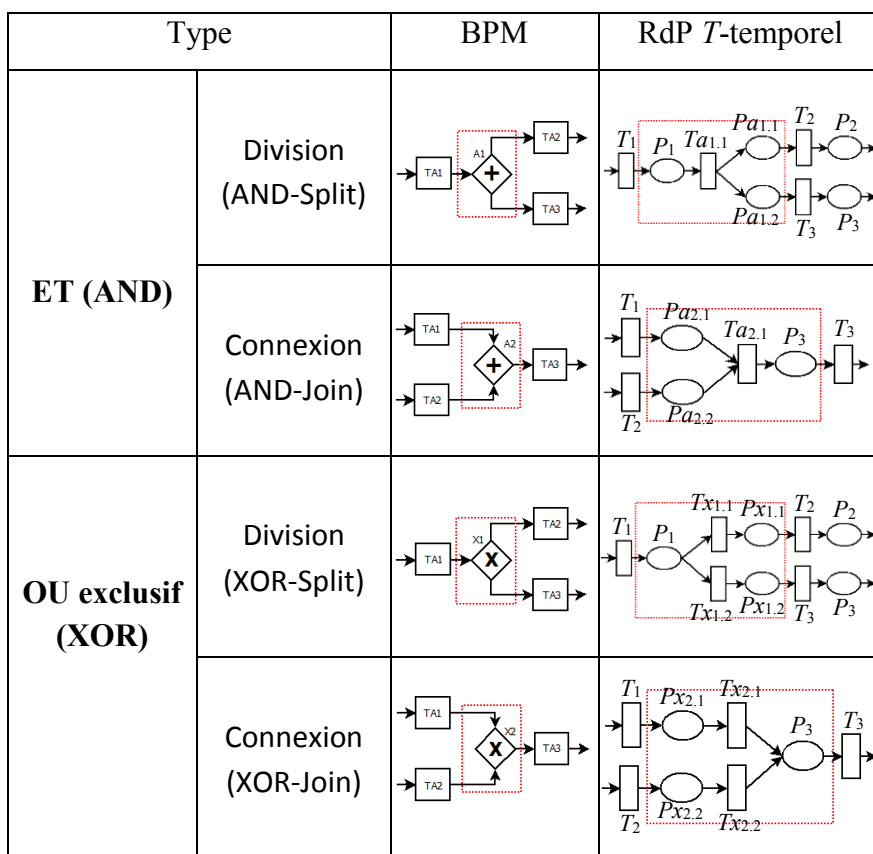 Type BPM RdP T-temporel
ET (AND)
Division
(AND-Split)
TA1 A1 + TA2 TA3
T1 P1 Ta1.1 Pa1.1 T2 P2
Pa1.2 T3 P3
Connexion
(AND-Join)
TA1 TA2 A2 + TA3
T1 Pa2.1 Ta2.1 P3 T3
T2 Pa2.2
OU exclusif
(XOR)
Division
(XOR-Split)
TA1 X1 X TA2 TA3
T1 P1 Tx1.1 Px1.1 T2 P2
Tx1.2 Px1.2 T3 P3
Connexion
(XOR-Join)
TA1 TA2 X2 X TA3
T1 Px2.1 Tx2.1 P3 T3
T2 Px2.2 Tx2.2